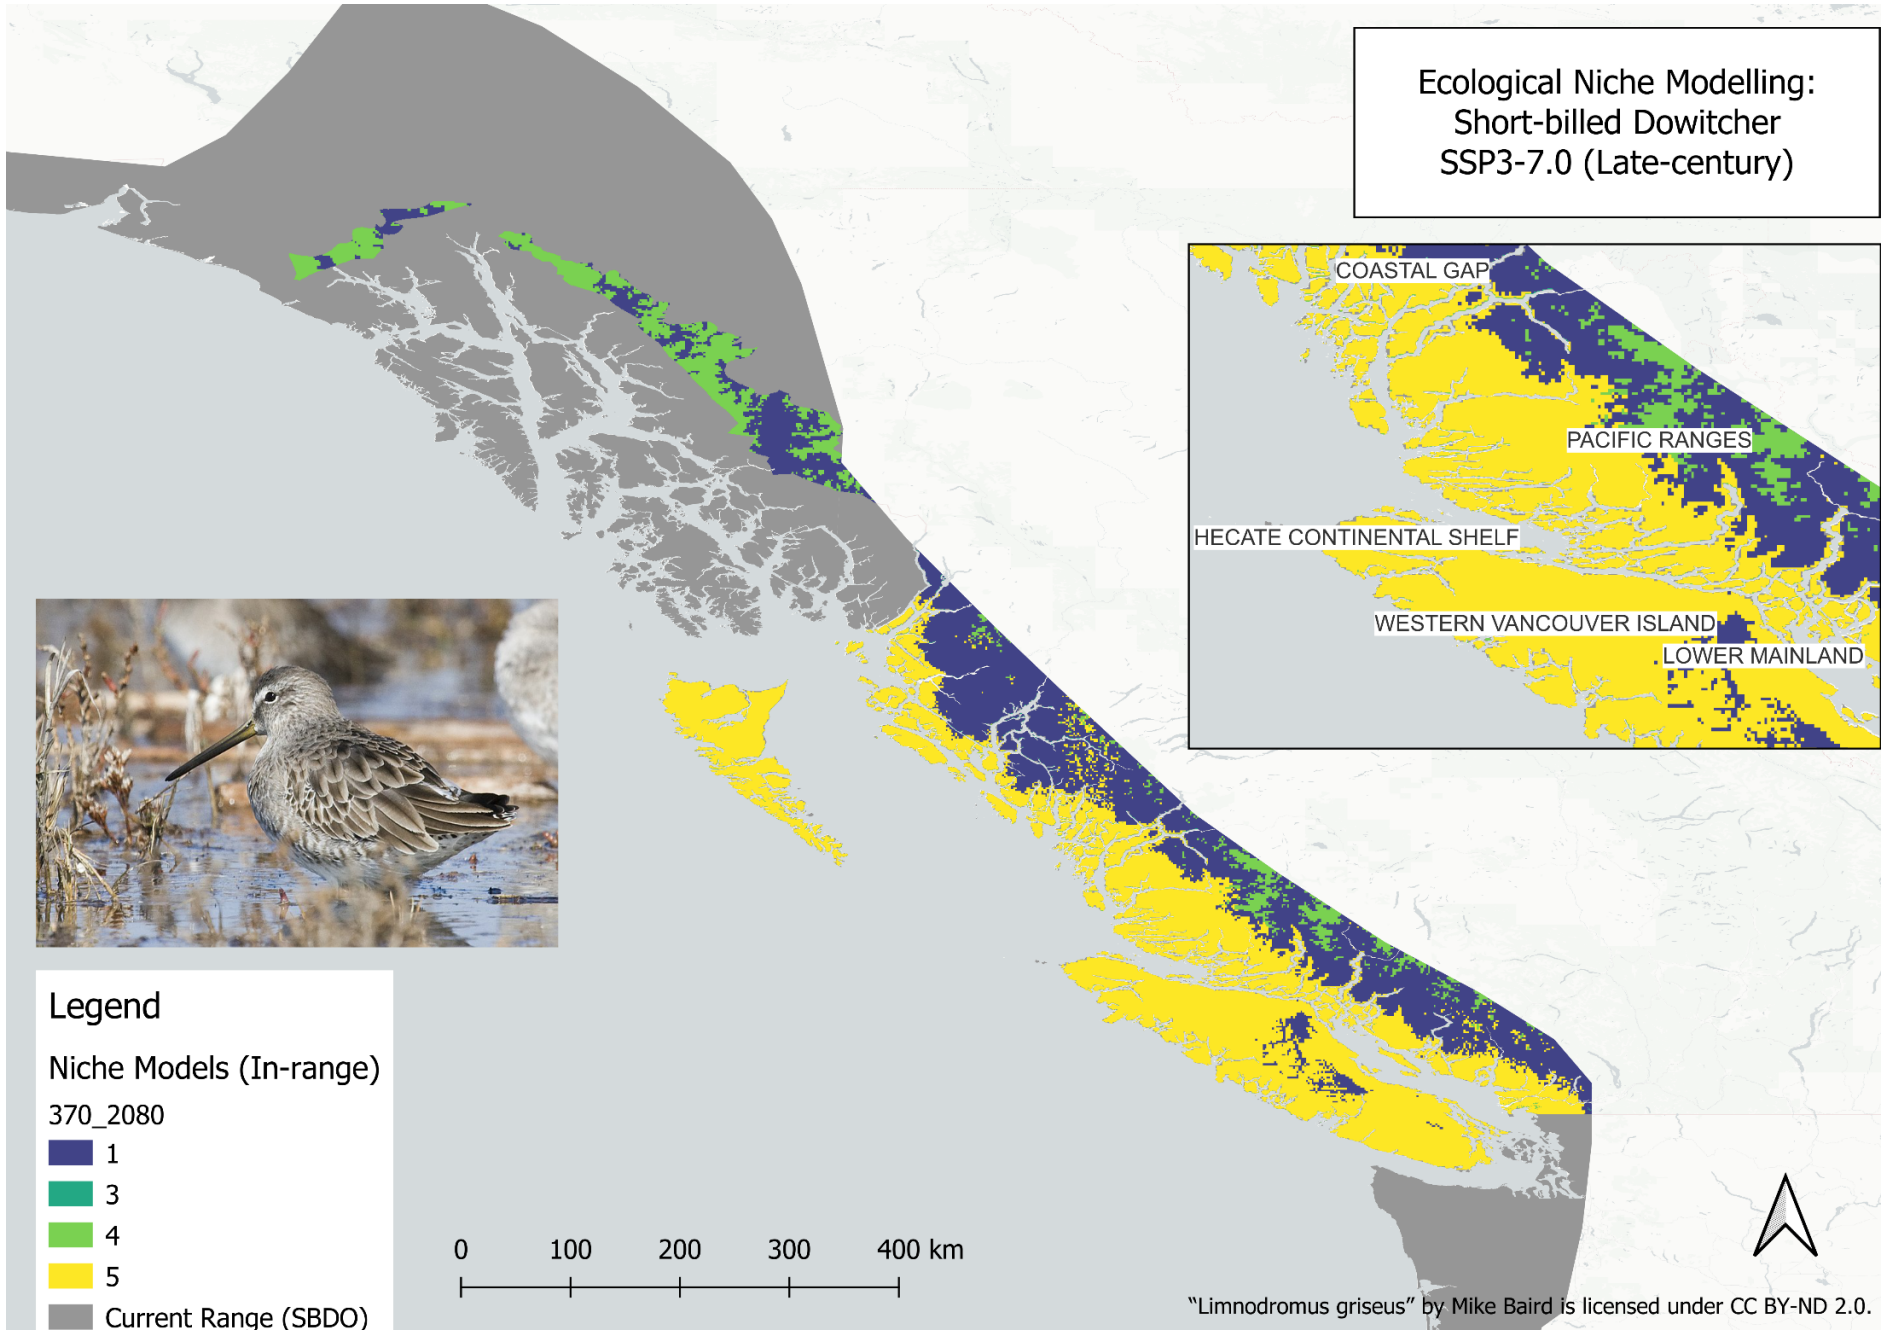 Ecological Niche Modelling:
Short-billed Dowitcher
SSP3-7.0 (Late-century)
COASTAL GAP
PACIFIC RANGES
HECATE CONTINENTAL SHELF
WESTERN VANCOUVER ISLAND
LOWER MAINLAND
Legend
Niche Models (In-range)
370_2080
1
3
4
5
Current Range (SBDO)
0 100 200 300 400 km
“Limnodromus griseus” by Mike Baird is licensed under CC BY-ND 2.0.